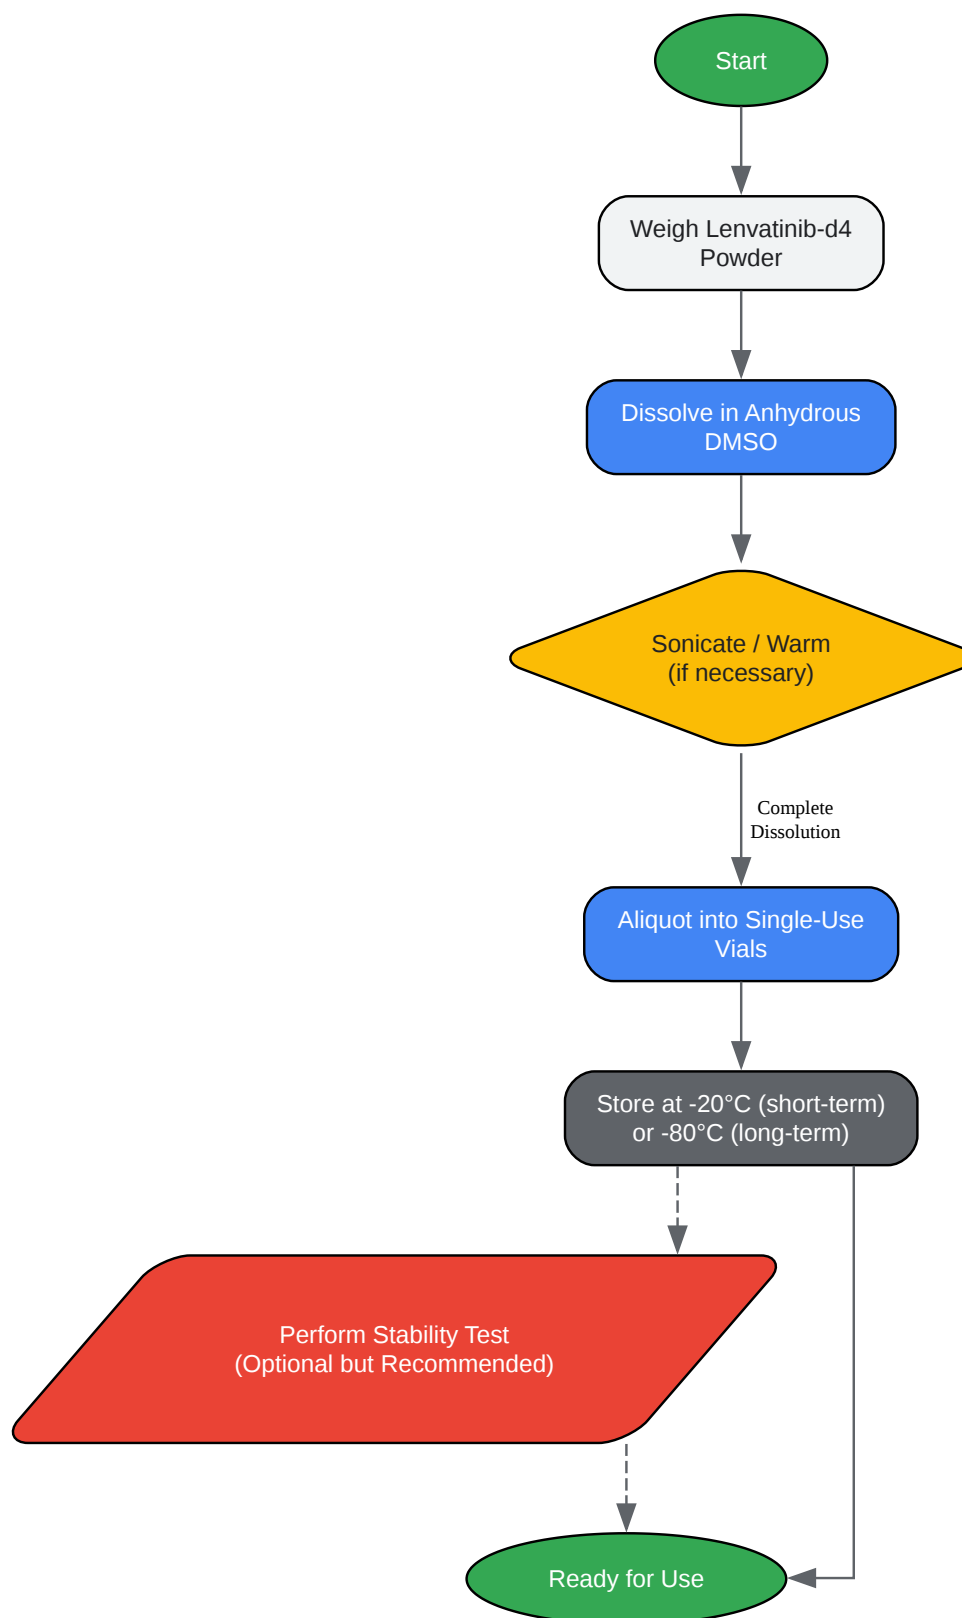 Start
Weigh Lenvatinib-d4
Powder
Dissolve in Anhydrous
DMSO
Sonicate / Warm
(if necessary)
Complete
Dissolution
Aliquot into Single-Use
Vials
Store at -20°C (short-term)
or -80°C (long-term)
Perform Stability Test
(Optional but Recommended)
Ready for Use